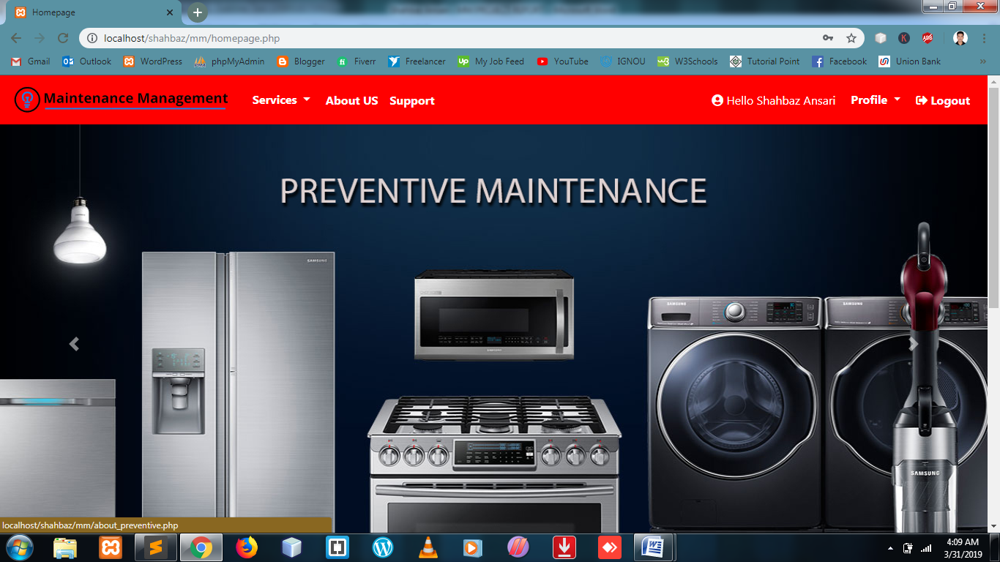 Homepage
localhost/shahbaz/mm/homepage.php
Gmail Outlook WordPress phpMyAdmin Blogger Fiverr Freelancer My Job Feed YouTube IGNOU W3Schools Tutorial Point Facebook Union Bank
Maintenance Management Services About US Support Hello Shahbaz Ansari Profile Logout
PREVENTIVE MAINTENANCE
SAMSUNG
SAMSUNG SAMSUNG
SAMSUNG
SAMSUNG
localhost/shahbaz/mm/about_preventive.php
4:09 AM
3/31/2019